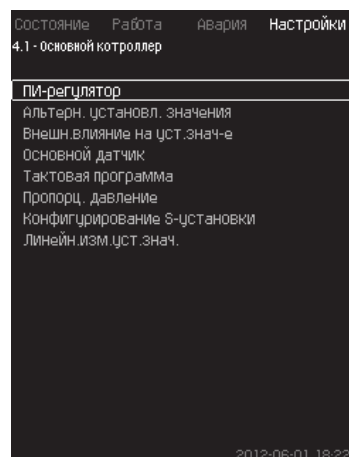 Состояние Работа Авария Настройки
4.1 - Основной котроллер
ПИ-регулятор
Альтерн. установл. значения
Внешн.влияние на уст.знач-е
Основной датчик
Тактовая программа
Пропорц. давление
Конфигурирование S-установки
Линейн.изм.уст.знач.
2012-06-01 18:22